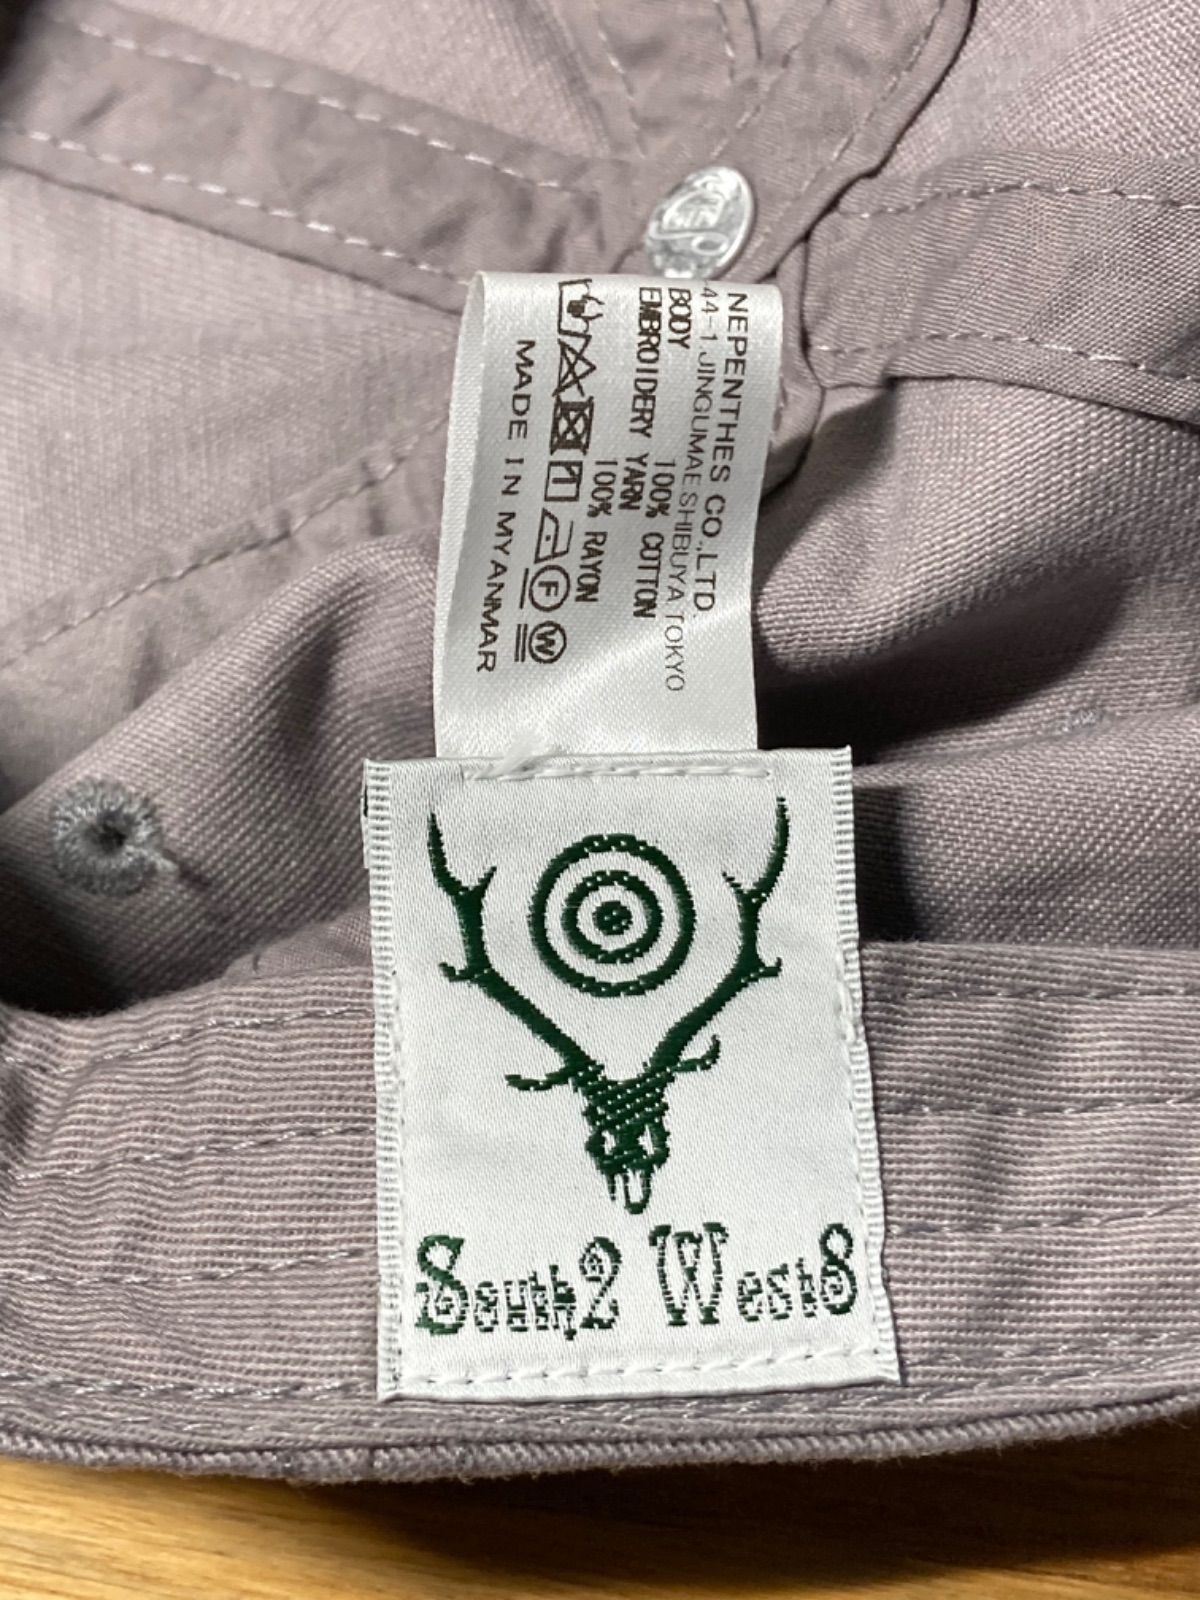 NEPENTHES CO.,LTD.
44-1,JINGUMAE.SHIBUYA.TOKYO
BODY 100% COTTON
EMBROIDERY YARN
100% RAYON
F W
MADE IN MYANMAR
South2 West8